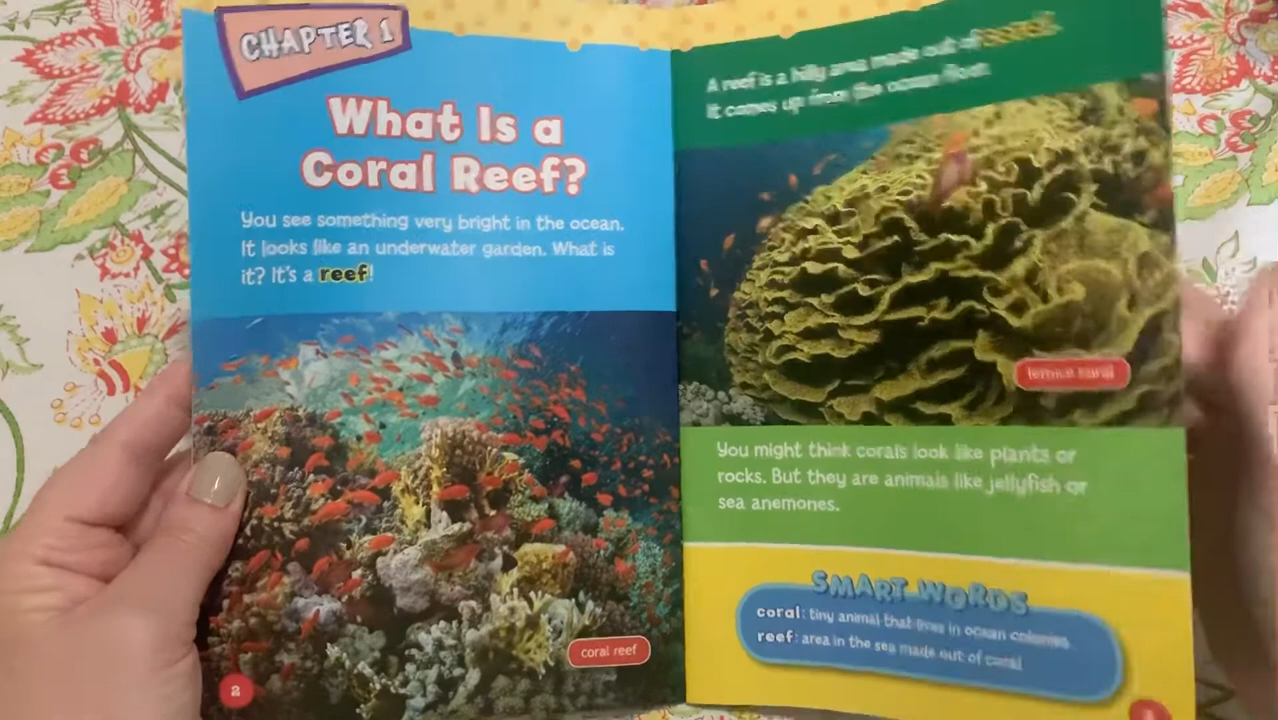 CHAPTER 1
What Is a
Coral Reef?
You see something very bright in the ocean.
It looks like an underwater garden. What is
it? It's a reef!
coral reef
2
A reef is a hilly area made out of
It comes up from the ocean floor.
coral
You might think corals look like plants or
rocks. But they are animals like jellyfish or
sea anemones.
SMART WORDS
coral: tiny animal that lives in ocean colonies
reef: area in the sea made out of coral